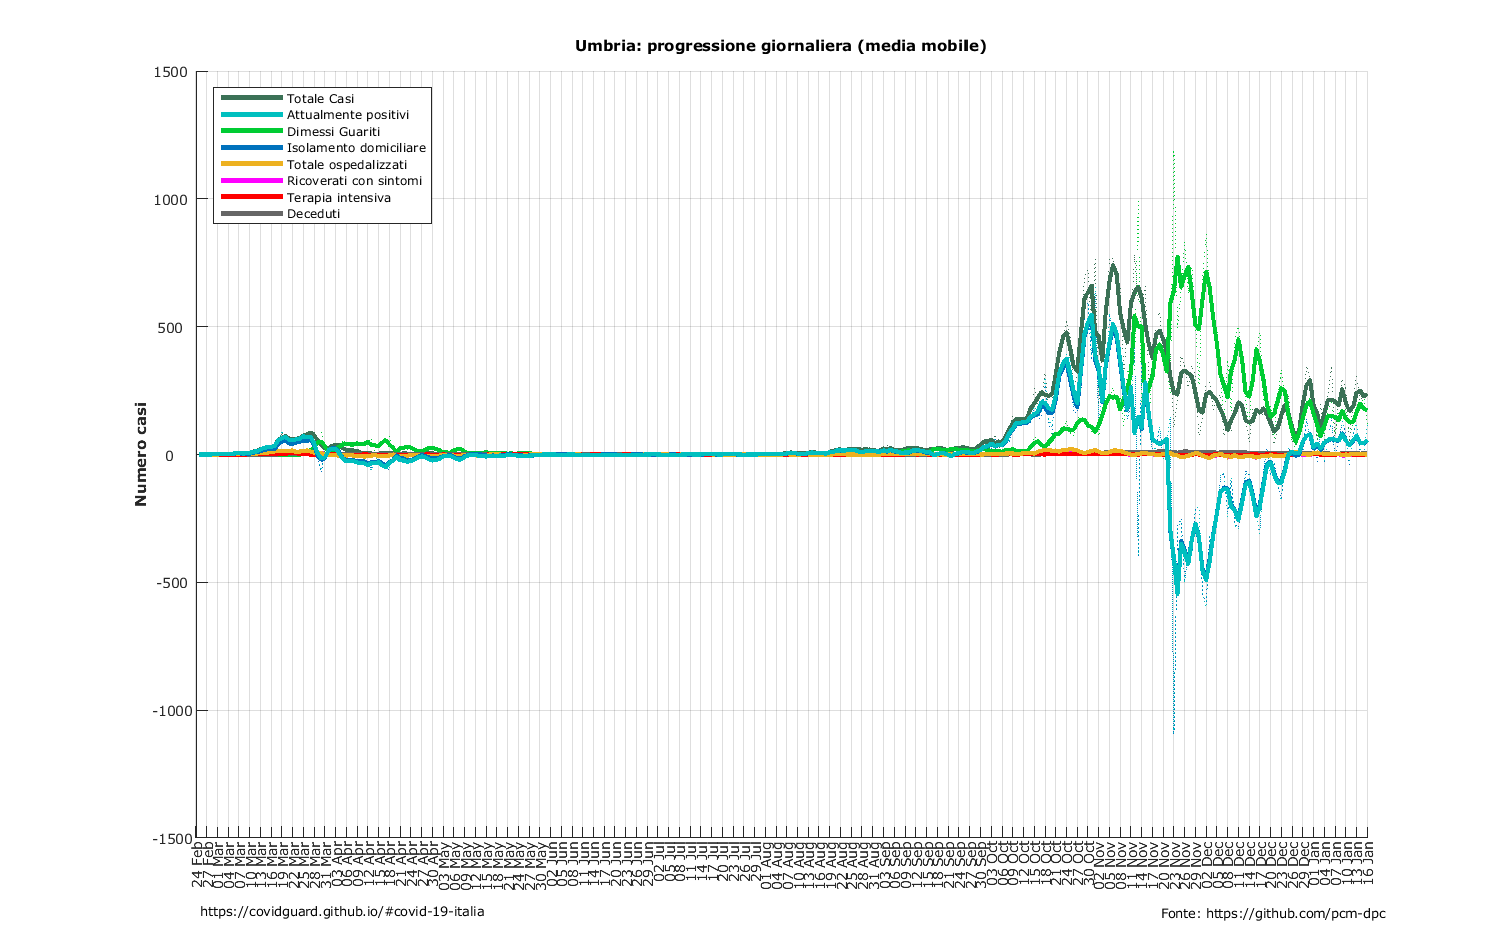 Umbria: progressione giornaliera (media mobile)
1500
1000
500
0
-500
-1000
-1500
Numero casi
Totale Casi
Attualmente positivi
Dimessi Guariti
Isolamento domiciliare
Totale ospedalizzati
Ricoverati con sintomi
Terapia intensiva
Deceduti
24 Feb
27 Feb
01 Mar
04 Mar
07 Mar
10 Mar
13 Mar
16 Mar
19 Mar
22 Mar
25 Mar
28 Mar
31 Mar
03 Apr
06 Apr
09 Apr
12 Apr
15 Apr
18 Apr
21 Apr
24 Apr
27 Apr
30 Apr
03 May
06 May
09 May
12 May
15 May
18 May
21 May
24 May
27 May
30 May
02 Jun
05 Jun
08 Jun
11 Jun
14 Jun
17 Jun
20 Jun
23 Jun
26 Jun
29 Jun
02 Jul
05 Jul
08 Jul
11 Jul
14 Jul
17 Jul
20 Jul
23 Jul
26 Jul
29 Jul
01 Aug
04 Aug
07 Aug
10 Aug
13 Aug
16 Aug
19 Aug
22 Aug
25 Aug
28 Aug
31 Aug
03 Sep
06 Sep
09 Sep
12 Sep
15 Sep
18 Sep
21 Sep
24 Sep
27 Sep
30 Sep
03 Oct
06 Oct
09 Oct
12 Oct
15 Oct
18 Oct
21 Oct
24 Oct
27 Oct
30 Oct
02 Nov
05 Nov
08 Nov
11 Nov
14 Nov
17 Nov
20 Nov
23 Nov
26 Nov
29 Nov
02 Dec
05 Dec
08 Dec
11 Dec
14 Dec
17 Dec
20 Dec
23 Dec
26 Dec
29 Dec
01 Jan
04 Jan
07 Jan
10 Jan
13 Jan
16 Jan
https://covidguard.github.io/#covid-19-italia
Fonte: https://github.com/pcm-dpc